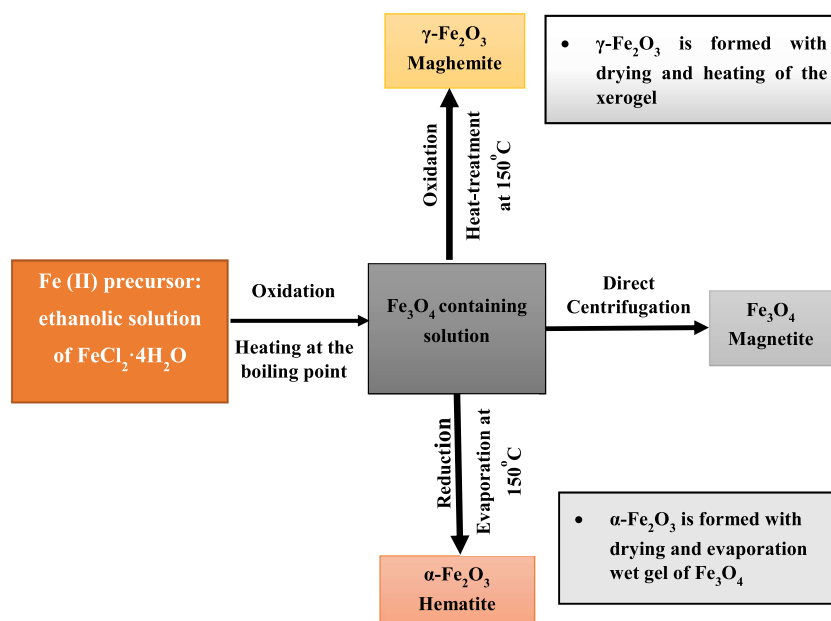 γ-Fe₂O₃
Maghemite
• γ-Fe₂O₃ is formed with
drying and heating of the
xerogel
Oxidation
Heat-treatment
at 150°C
Fe (II) precursor:
ethanolic solution
of FeCl₂·4H₂O
Oxidation
Heating at the
boiling point
Fe₃O₄ containing
solution
Direct
Centrifugation
Fe₃O₄
Magnetite
Reduction
Evaporation at
150°C
α-Fe₂O₃
Hematite
• α-Fe₂O₃ is formed with
drying and evaporation
wet gel of Fe₃O₄